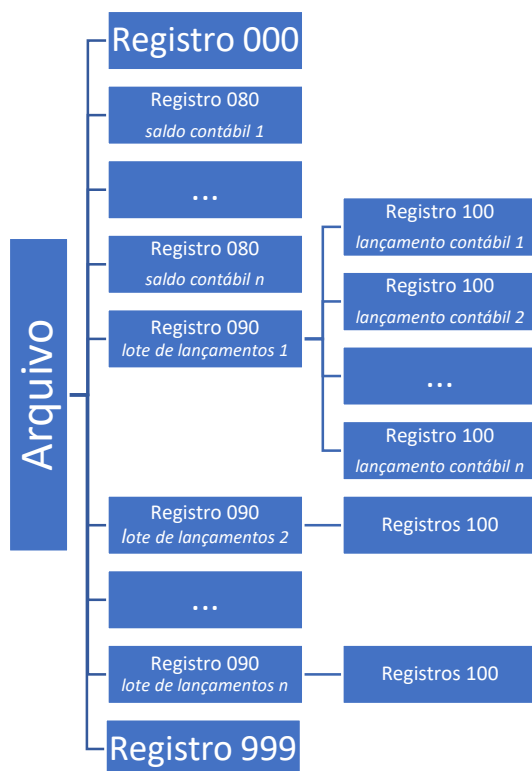 Arquivo
Registro 000
Registro 080
saldo contábil 1
...
Registro 080
saldo contábil n
Registro 090
lote de lançamentos 1
Registro 100
lançamento contábil 1
Registro 100
lançamento contábil 2
...
Registro 100
lançamento contábil n
Registro 090
lote de lançamentos 2
Registros 100
...
Registro 090
lote de lançamentos n
Registros 100
Registro 999